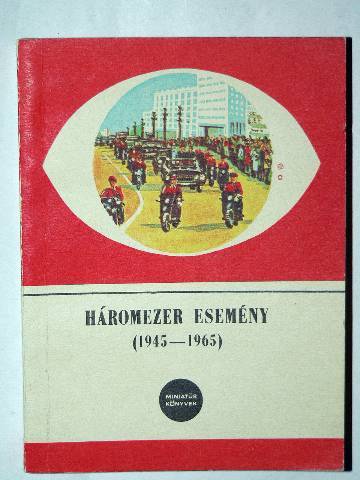 HÁROMEZER ESEMÉNY
(1945—1965)
MINIATŰR
KÖNYVEK